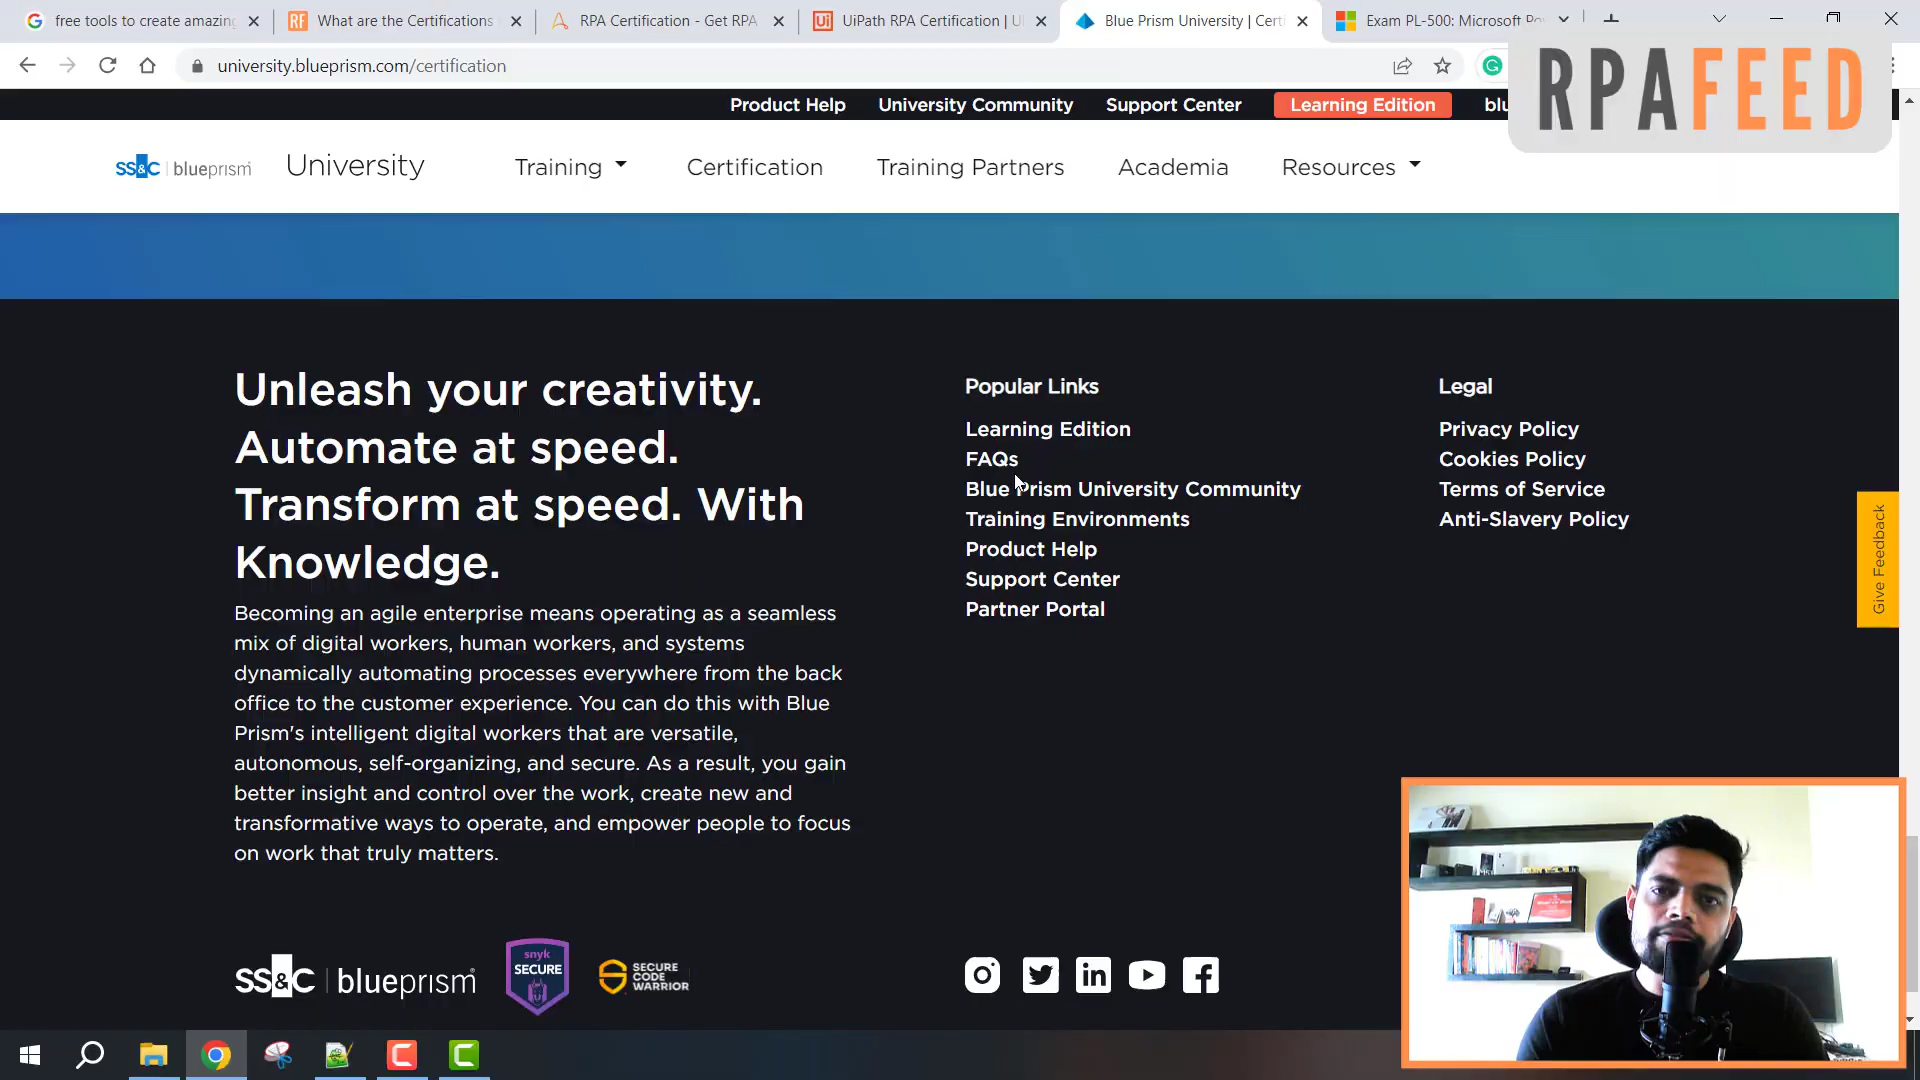 free tools to create amazing
What are the Certifications
RPA Certification - Get RPA
UiPath RPA Certification | U
Blue Prism University | Certi
Exam PL-500: Microsoft Po
university.blueprism.com/certification
RPAFEED
Product Help
University Community
Support Center
Learning Edition
blu
SS&C | blueprism
University
Training
Certification
Training Partners
Academia
Resources
Unleash your creativity.
Automate at speed.
Transform at speed. With
Knowledge.
Becoming an agile enterprise means operating as a seamless
mix of digital workers, human workers, and systems
dynamically automating processes everywhere from the back
office to the customer experience. You can do this with Blue
Prism's intelligent digital workers that are versatile,
autonomous, self-organizing, and secure. As a result, you gain
better insight and control over the work, create new and
transformative ways to operate, and empower people to focus
on work that truly matters.
Popular Links
Learning Edition
FAQs
Blue Prism University Community
Training Environments
Product Help
Support Center
Partner Portal
Legal
Privacy Policy
Cookies Policy
Terms of Service
Anti-Slavery Policy
Give Feedback
SS&C | blueprism
snyk
SECURE
SECURE
CODE
WARRIOR